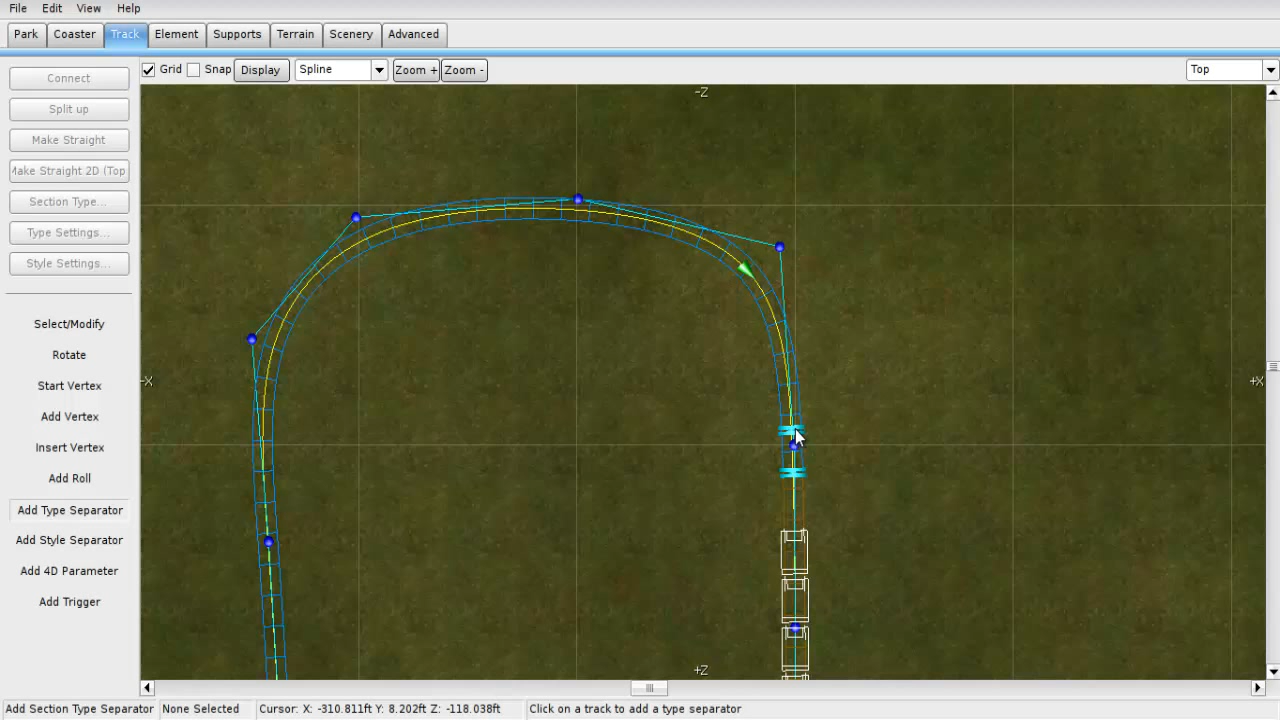 File Edit View Help
Park Coaster Track Element Supports Terrain Scenery Advanced
Grid Snap Display Spline Zoom + Zoom - Top
Connect
Split up
Make Straight
Make Straight 2D (Top
Section Type...
Type Settings...
Style Settings...
Select/Modify
Rotate
Start Vertex
Add Vertex
Insert Vertex
Add Roll
Add Type Separator
Add Style Separator
Add 4D Parameter
Add Trigger
-Z
-X
+X
+Z
Add Section Type Separator None Selected Cursor: X: -310.811ft Y: 8.202ft Z: -118.038ft Click on a track to add a type separator